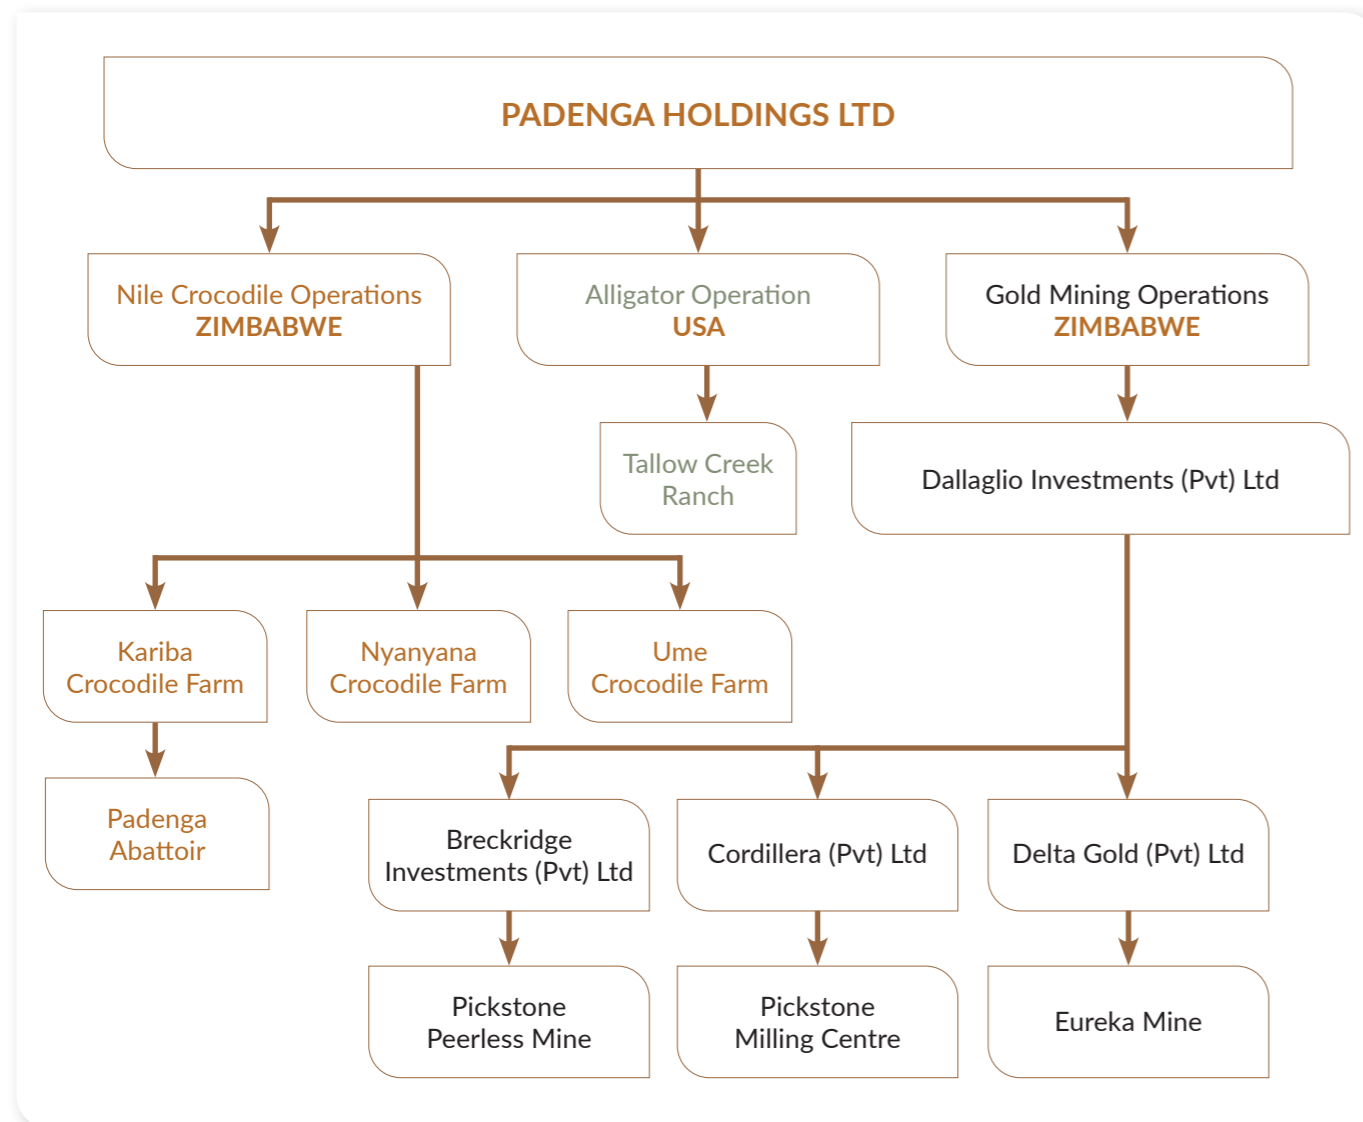 PADENGA HOLDINGS LTD
Nile Crocodile Operations
ZIMBABWE
Alligator Operation
USA
Gold Mining Operations
ZIMBABWE
Tallow Creek
Ranch
Dallaglio Investments (Pvt) Ltd
Kariba
Crocodile Farm
Nyanyana
Crocodile Farm
Ume
Crocodile Farm
Padenga
Abattoir
Breckridge
Investments (Pvt) Ltd
Cordillera (Pvt) Ltd
Delta Gold (Pvt) Ltd
Pickstone
Peerless Mine
Pickstone
Milling Centre
Eureka Mine